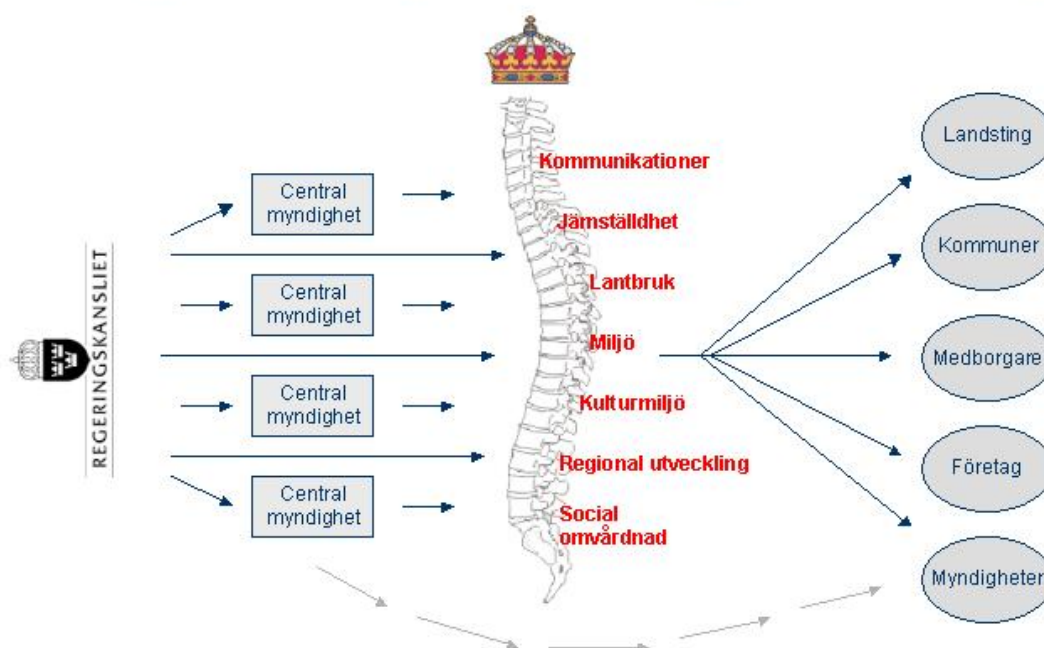 REGERINGSKANSLIET
Central
myndighet
Central
myndighet
Central
myndighet
Central
myndighet
Kommunikationer
Jämställdhet
Lantbruk
Miljö
Kulturmiljö
Regional utveckling
Social
omvårdnad
Landsting
Kommuner
Medborgare
Företag
Myndigheter